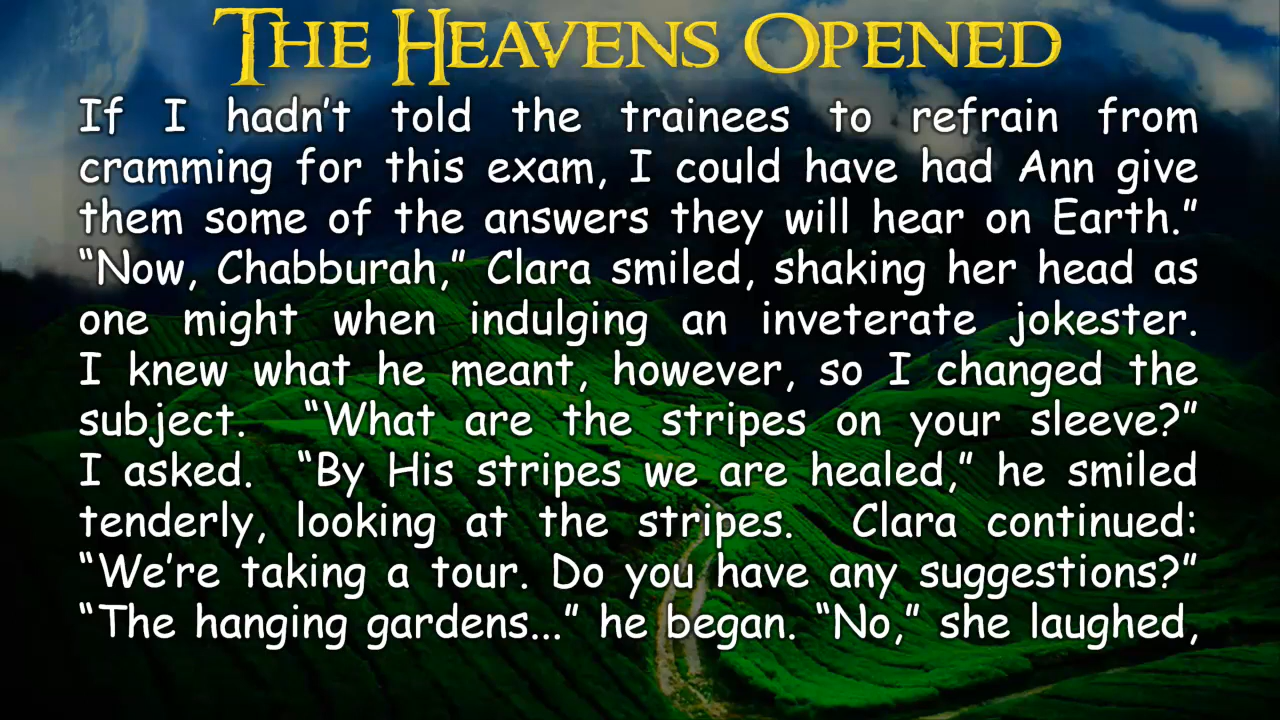 THE HEAVENS OPENED
If I hadn't told the trainees to refrain from
cramming for this exam, I could have had Ann give
them some of the answers they will hear on Earth.”
“Now, Chabburah,” Clara smiled, shaking her head as
one might when indulging an inveterate jokester.
I knew what he meant, however, so I changed the
subject. “What are the stripes on your sleeve?”
I asked. “By His stripes we are healed,” he smiled
tenderly, looking at the stripes. Clara continued:
“We're taking a tour. Do you have any suggestions?”
“The hanging gardens...” he began. “No,” she laughed,